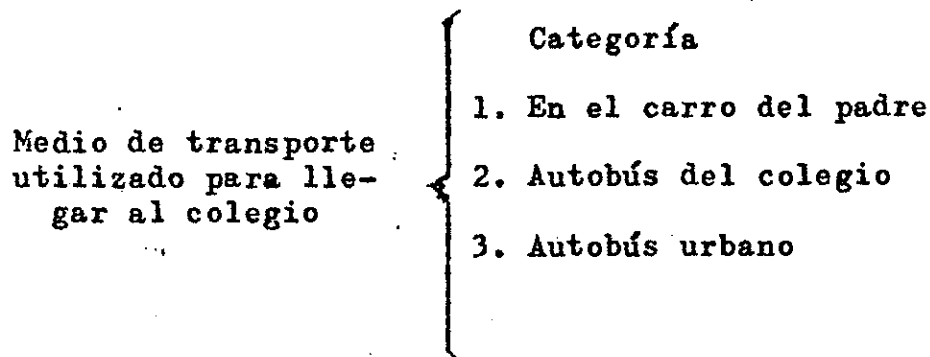 Medio de transporte
utilizado para lle-
gar al colegio
Categoría
1. En el carro del padre
2. Autobús del colegio
3. Autobús urbano